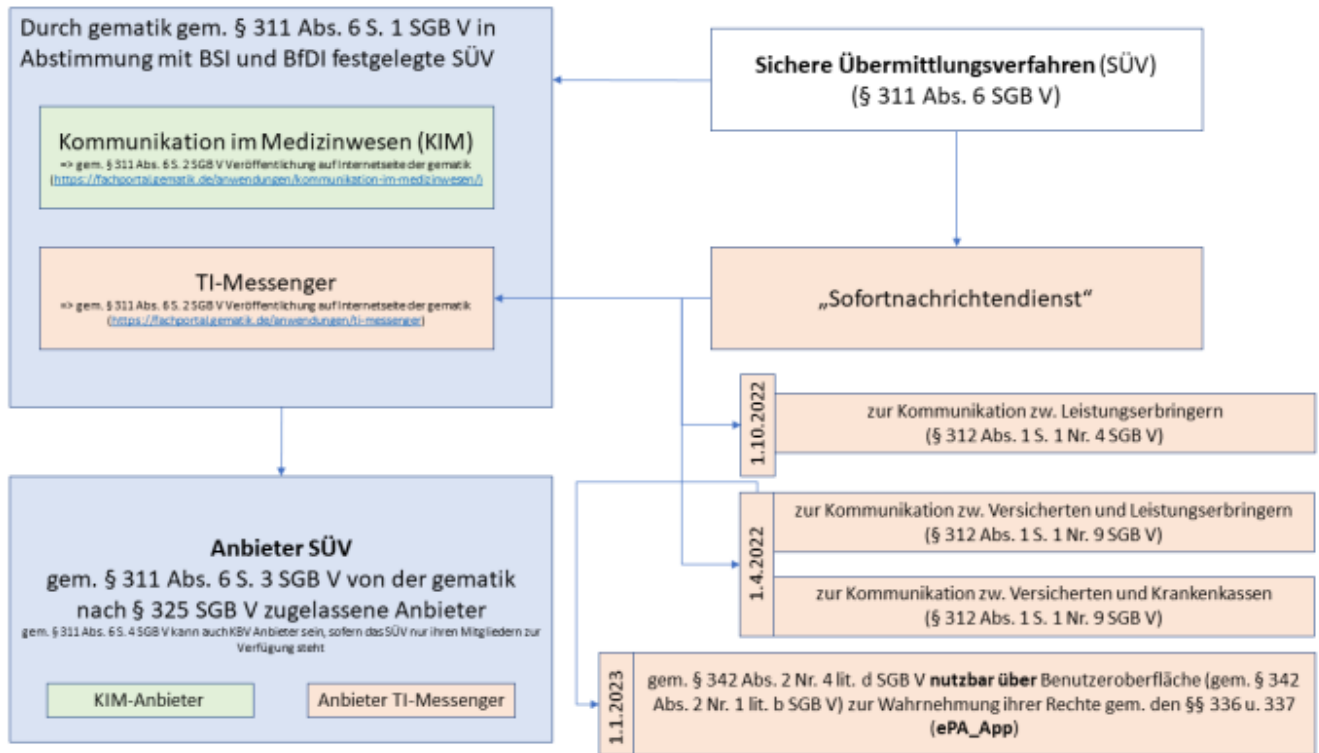 Durch gematik gem. § 311 Abs. 6 S. 1 SGB V in
Abstimmung mit BSI und BfDI festgelegte SÜV
Kommunikation im Medizinwesen (KIM)
=> gem. § 311 Abs. 6 S. 2 SGB V Veröffentlichung auf Internetseite der gematik
(https://fachportal.gematik.de/anwendungen/kommunikation-im-medizinwesen/)
TI-Messenger
=> gem. § 311 Abs. 6 S. 2 SGB V Veröffentlichung auf Internetseite der gematik
(https://fachportal.gematik.de/anwendungen/ti-messenger)
Anbieter SÜV
gem. § 311 Abs. 6 S. 3 SGB V von der gematik
nach § 325 SGB V zugelassene Anbieter
gem. § 311 Abs. 6 S. 4 SGB V kann auch KBV Anbieter sein, sofern das SÜV nur ihren Mitgliedern zur
Verfügung steht
KIM-Anbieter
Anbieter TI-Messenger
Sichere Übermittlungsverfahren (SÜV)
(§ 311 Abs. 6 SGB V)
„Sofortnachrichtendienst“
1.10.2022
zur Kommunikation zw. Leistungserbringern
(§ 312 Abs. 1 S. 1 Nr. 4 SGB V)
1.4.2022
zur Kommunikation zw. Versicherten und Leistungserbringern
(§ 312 Abs. 1 S. 1 Nr. 9 SGB V)
zur Kommunikation zw. Versicherten und Krankenkassen
(§ 312 Abs. 1 S. 1 Nr. 9 SGB V)
1.1.2023
gem. § 342 Abs. 2 Nr. 4 lit. d SGB V nutzbar über Benutzeroberfläche (gem. § 342
Abs. 2 Nr. 1 lit. b SGB V) zur Wahrnehmung ihrer Rechte gem. den §§ 336 u. 337
(ePA_App)